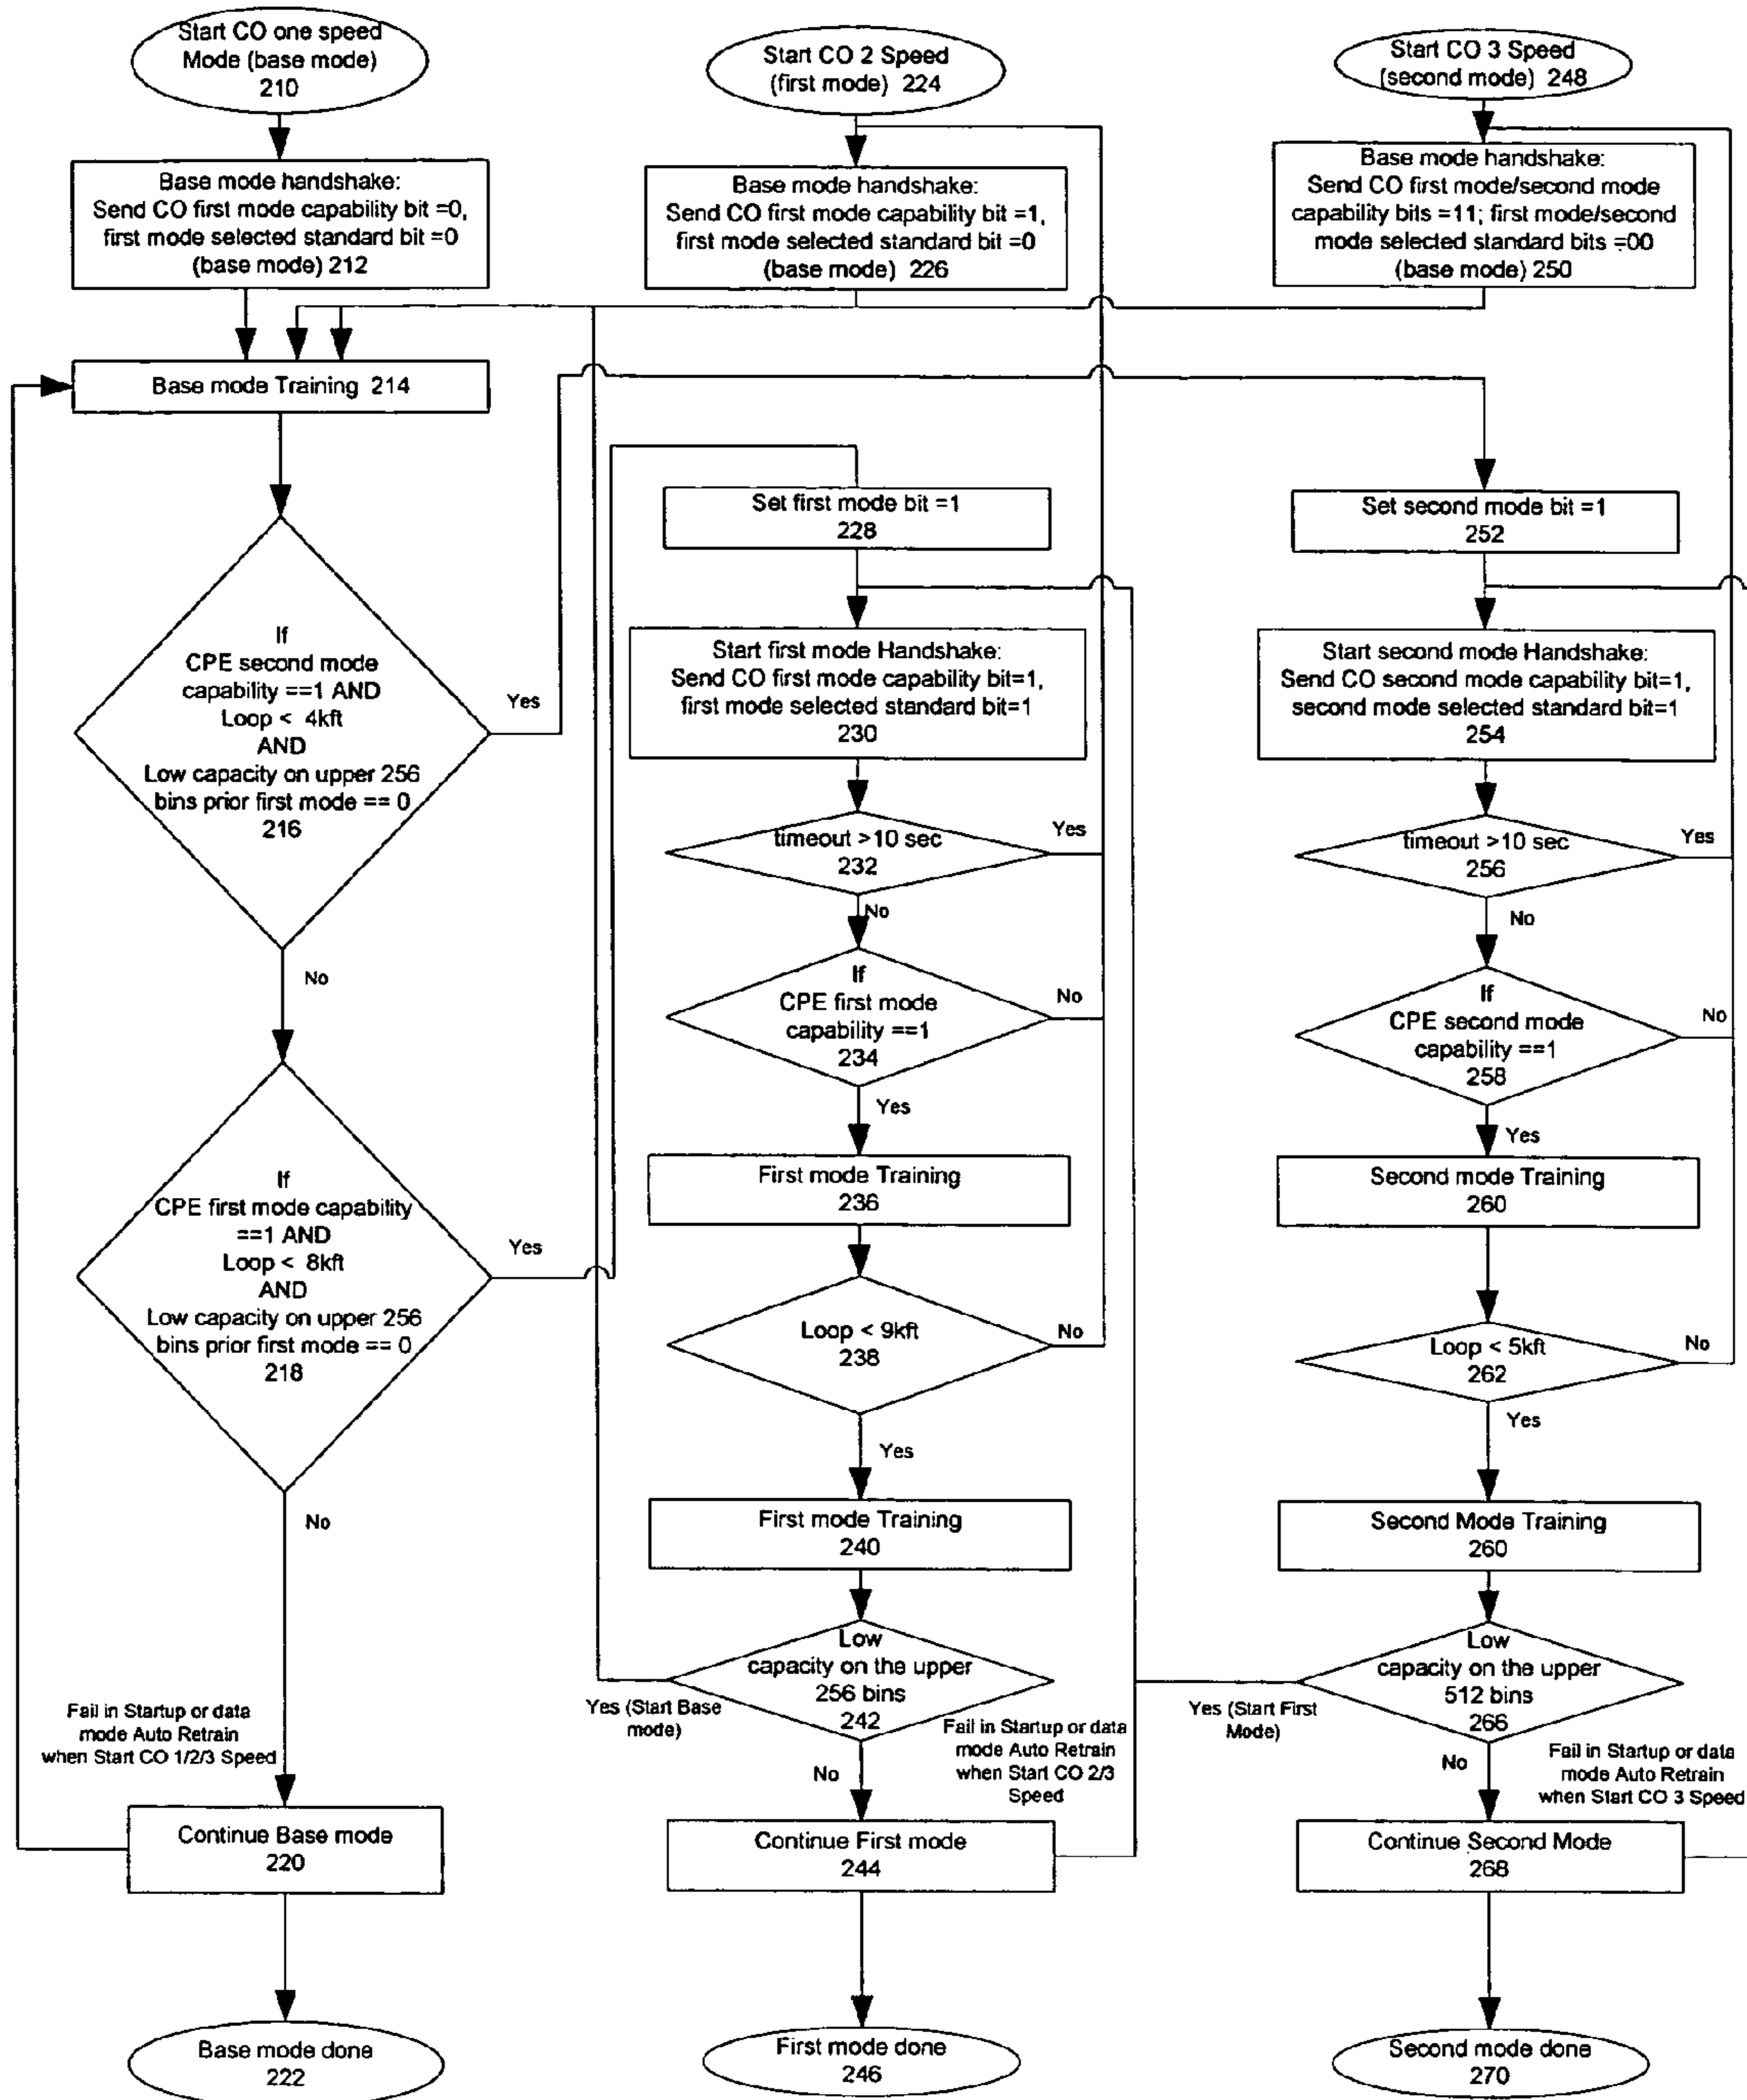 Start CO one speed
Mode (base mode)
210
Base mode handshake:
Send CO first mode capability bit =0,
first mode selected standard bit =0
(base mode) 212
Base mode Training 214
If
CPE second mode
capability ==1 AND
Loop < 4kft
AND
Low capacity on upper 256
bins prior first mode == 0
216
Yes
No
If
CPE first mode capability
==1 AND
Loop < 8kft
AND
Low capacity on upper 256
bins prior first mode == 0
218
Yes
No
Fail in Startup or data
mode Auto Retrain
when Start CO 1/2/3 Speed
Continue Base mode
220
Base mode done
222
Start CO 2 Speed
(first mode) 224
Base mode handshake:
Send CO first mode capability bit =1,
first mode selected standard bit =0
(base mode) 226
Set first mode bit =1
228
Start first mode Handshake:
Send CO first mode capability bit=1,
first mode selected standard bit=1
230
timeout >10 sec
232
Yes
No
If
CPE first mode
capability ==1
234
No
Yes
First mode Training
236
Loop < 9kft
238
No
Yes
First mode Training
240
Low
capacity on the upper
256 bins
242
Yes (Start Base
mode)
No
Fail in Startup or data
mode Auto Retrain
when Start CO 2/3
Speed
Continue First mode
244
First mode done
246
Start CO 3 Speed
(second mode) 248
Base mode handshake:
Send CO first mode/second mode
capability bits =11; first mode/second
mode selected standard bits =00
(base mode) 250
Set second mode bit =1
252
Start second mode Handshake:
Send CO second mode capability bit=1,
second mode selected standard bit=1
254
timeout >10 sec
256
Yes
No
If
CPE second mode
capability ==1
258
No
Yes
Second mode Training
260
Loop < 5kft
262
No
Yes
Second Mode Training
260
Low
capacity on the upper
512 bins
266
Yes (Start First
Mode)
No
Fail in Startup or data
mode Auto Retrain
when Start CO 3 Speed
Continue Second Mode
268
Second mode done
270